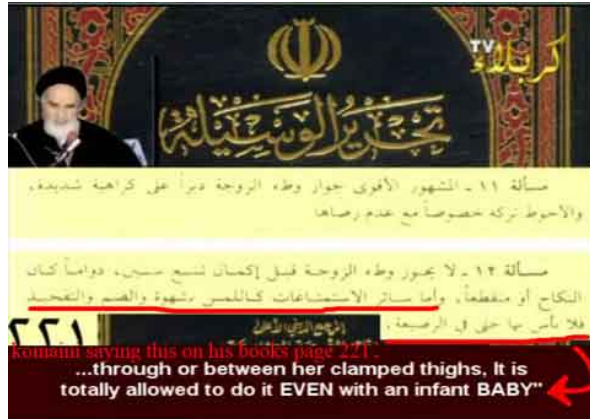 كربلاء
TV
تحرير الوسيلة
مسألة ١١ ـ المشهور الأقوى جواز وطء الزوجة دبراً على كراهية شديدة،
والأحوط تركه خصوصاً مع عدم رضاها
مسألة ١٢ ـ لا يجوز وطء الزوجة قبل إكمال تسع سنين، دواماً كان
النكاح أو منقطعاً، وأما سائر الاستمتاعات كاللمس بشهوة والضم والتفخيذ
فلا بأس بها حتى في الرضيعة،
٢٢١
komami saying this on his books page 221 .
...through or between her clamped thighs, It is
totally allowed to do it EVEN with an infant BABY"